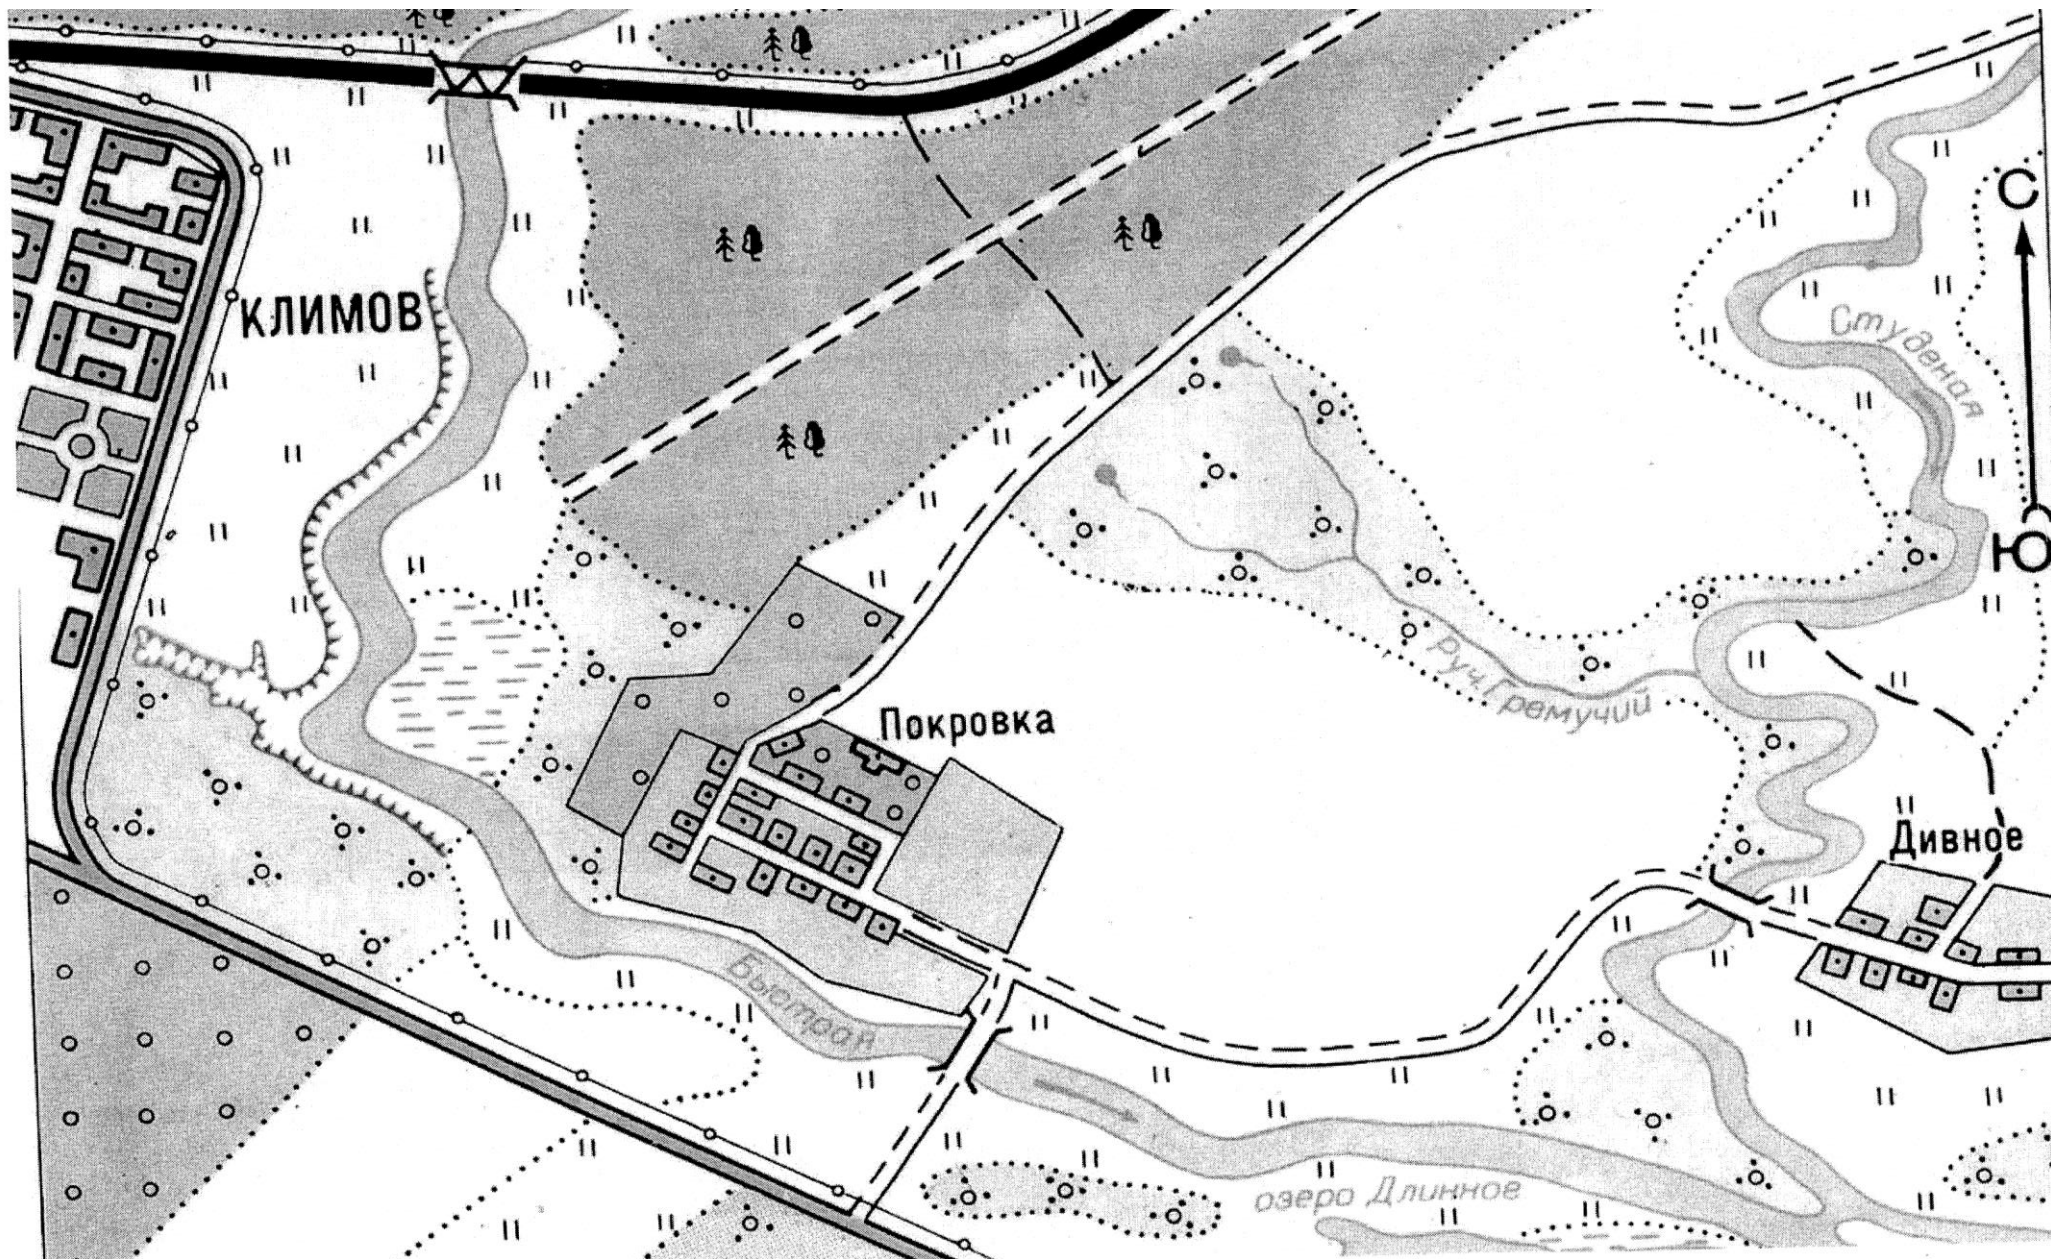 С
КЛИМОВ
Студеная
Ю
Руч. Гремучий
Покровка
Дивное
Быстрая
озеро Длинное